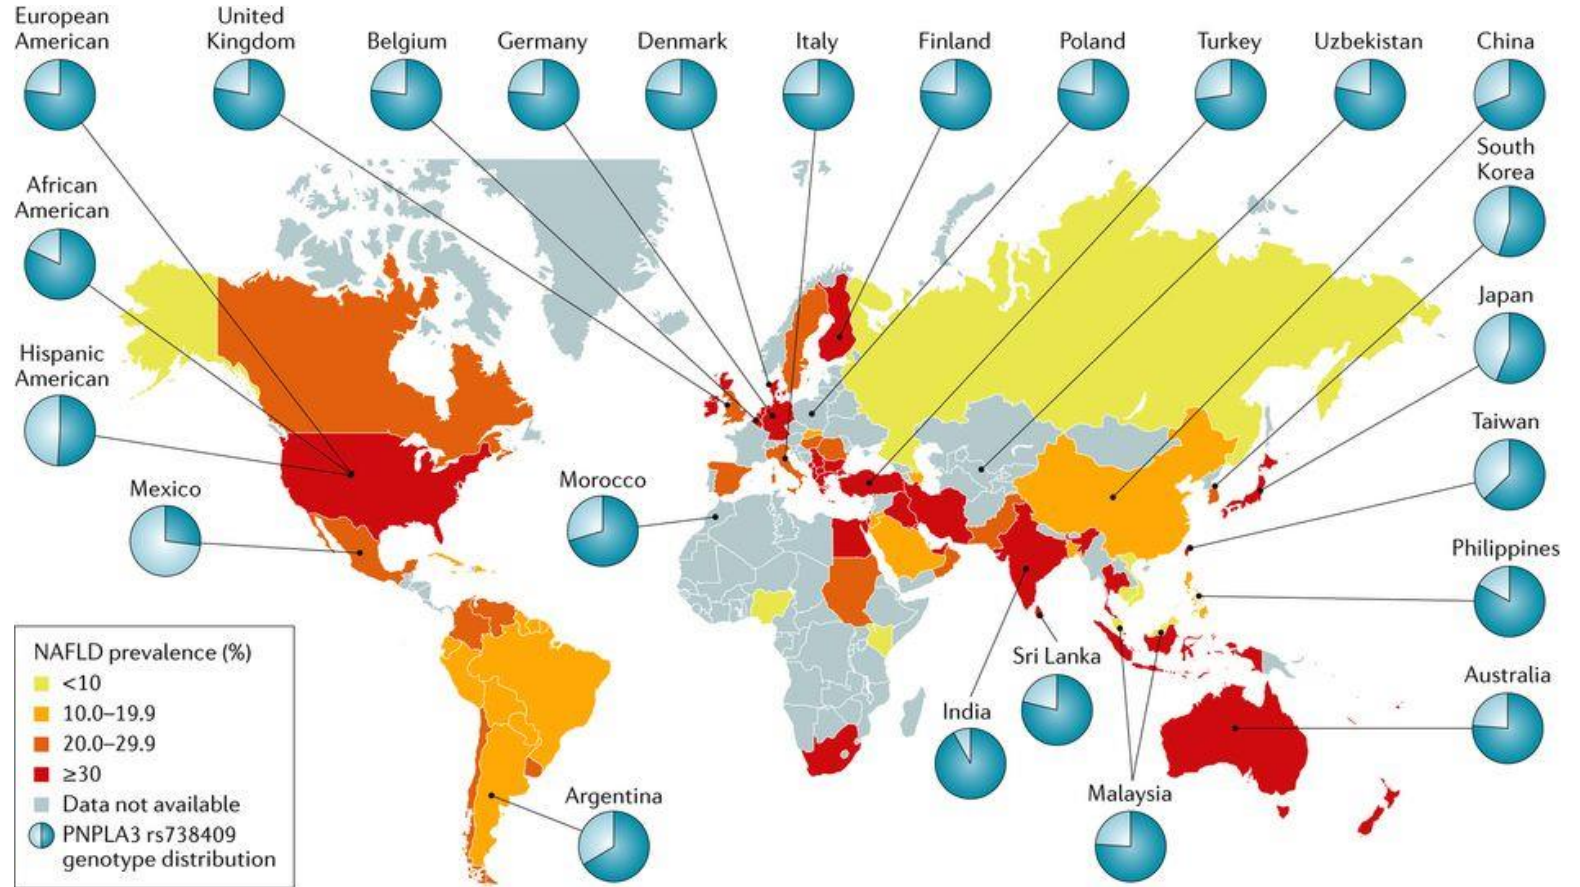 European
American
United
Kingdom
Belgium
Germany
Denmark
Italy
Finland
Poland
Turkey
Uzbekistan
China
South
Korea
African
American
Japan
Hispanic
American
Taiwan
Mexico
Morocco
Philippines
Sri Lanka
Australia
India
Malaysia
Argentina
NAFLD prevalence (%)
<10
10.0–19.9
20.0–29.9
≥30
Data not available
PNPLA3 rs738409
genotype distribution